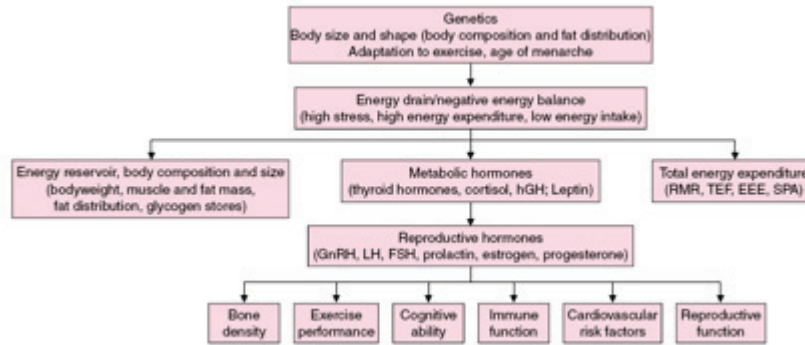 Genetics
Body size and shape (body composition and fat distribution)
Adaptation to exercise, age of menarche
Energy drain/negative energy balance
(high stress, high energy expenditure, low energy intake)
Energy reservoir, body composition and size
(bodyweight, muscle and fat mass,
fat distribution, glycogen stores)
Metabolic hormones
(thyroid hormones, cortisol, hGH; Leptin)
Total energy expenditure
(RMR, TEF, EEE, SPA)
Reproductive hormones
(GnRH, LH, FSH, prolactin, estrogen, progesterone)
Bone
density
Exercise
performance
Cognitive
ability
Immune
function
Cardiovascular
risk factors
Reproductive
function